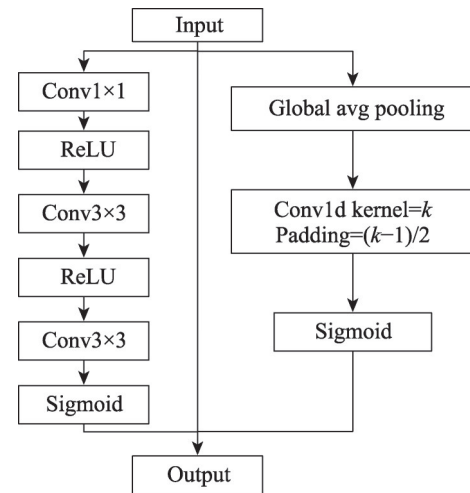 Input
Conv1×1
ReLU
Conv3×3
ReLU
Conv3×3
Sigmoid
Global avg pooling
Conv1d kernel=k
Padding=(k−1)/2
Sigmoid
Output